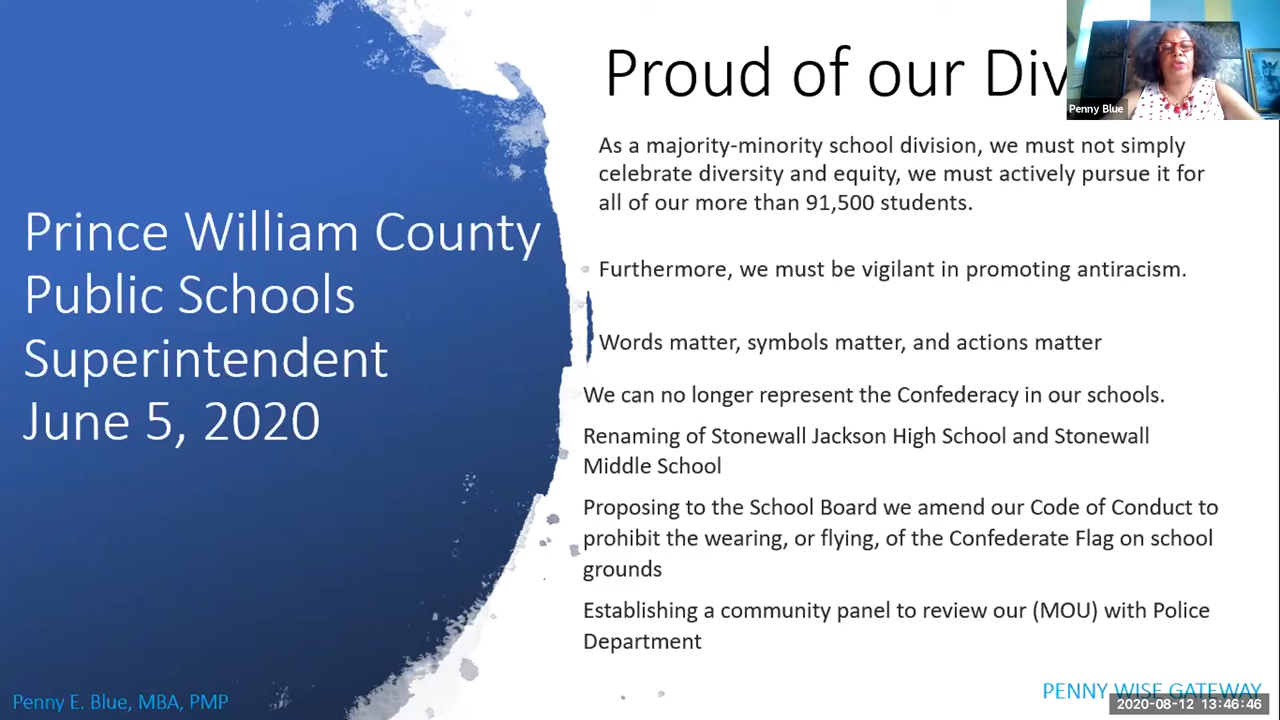 Prince William County
Public Schools
Superintendent
June 5, 2020
Penny E. Blue, MBA, PMP
Proud of our Div
Penny Blue
As a majority-minority school division, we must not simply
celebrate diversity and equity, we must actively pursue it for
all of our more than 91,500 students.
Furthermore, we must be vigilant in promoting antiracism.
Words matter, symbols matter, and actions matter
We can no longer represent the Confederacy in our schools.
Renaming of Stonewall Jackson High School and Stonewall
Middle School
Proposing to the School Board we amend our Code of Conduct to
prohibit the wearing, or flying, of the Confederate Flag on school
grounds
Establishing a community panel to review our (MOU) with Police
Department
PENNY WISE GATEWAY
2020-08-12 13:46:46